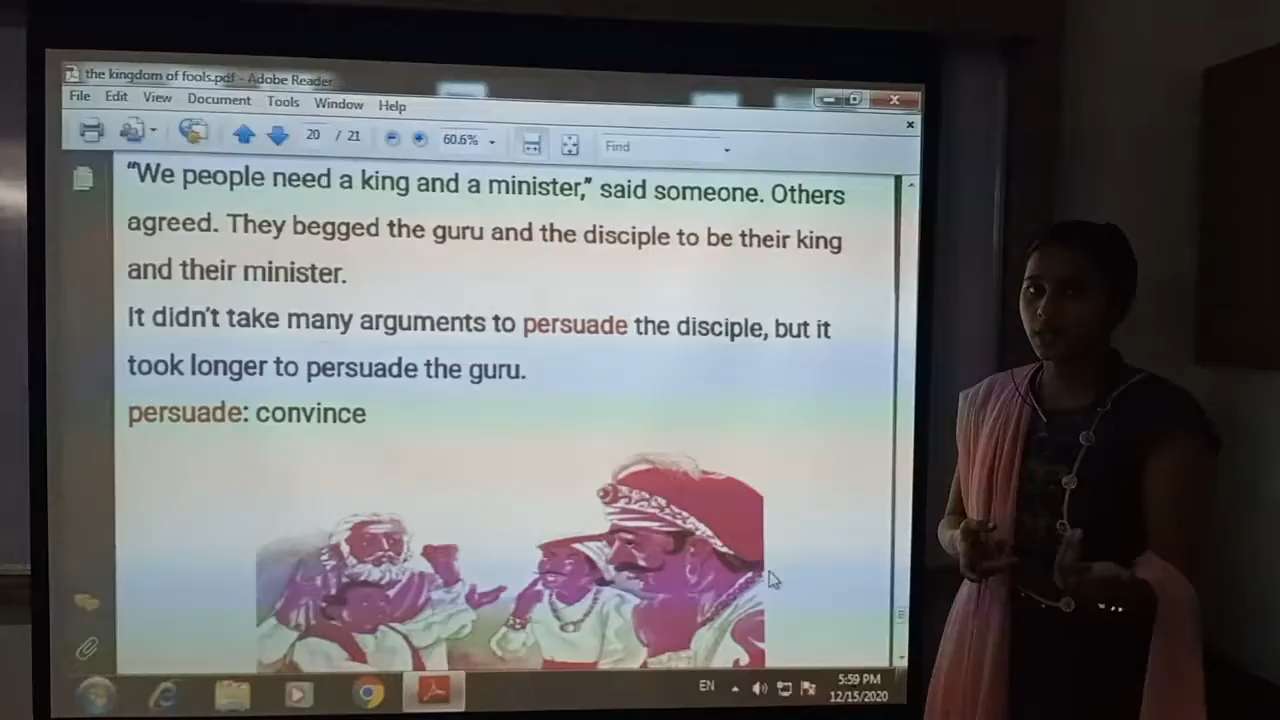 the kingdom of fools.pdf - Adobe Reader
File Edit View Document Tools Window Help
20 / 21 60.6% Find
"We people need a king and a minister," said someone. Others
agreed. They begged the guru and the disciple to be their king
and their minister.
It didn't take many arguments to persuade the disciple, but it
took longer to persuade the guru.
persuade: convince
EN 5:59 PM
12/15/2020